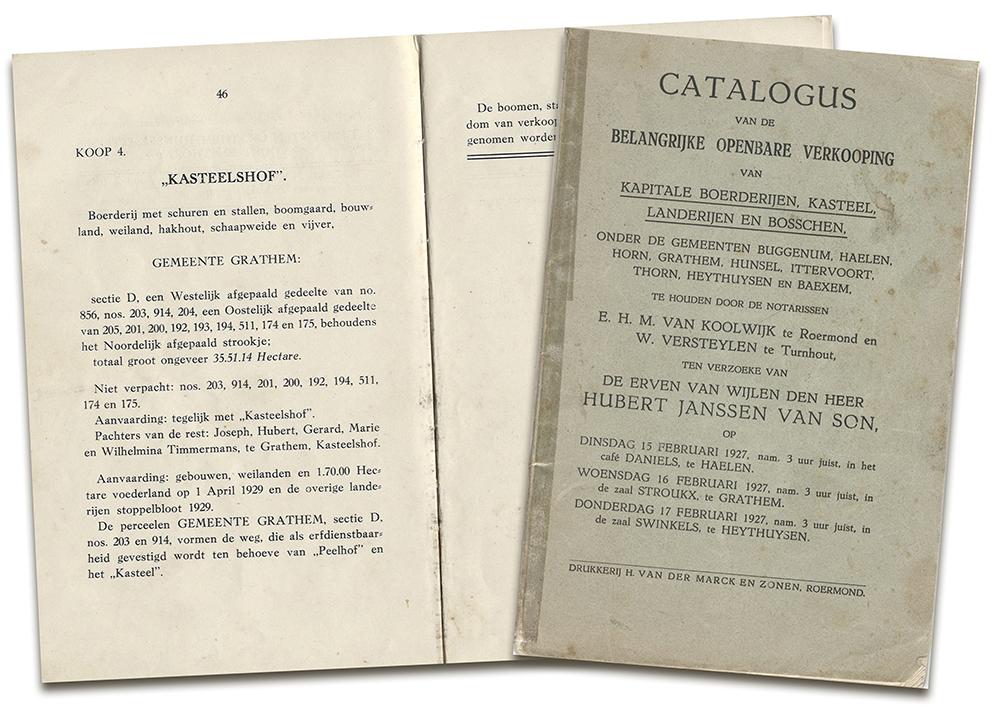 46
KOOP 4.
„KASTEELSHOF”.
Boerderij met schuren en stallen, boomgaard, bouw-
land, weiland, hakhout, schaapweide en vijver,
GEMEENTE GRATHEM:
sectie D, een Westelijk afgepaald gedeelte van no.
856, nos. 203, 914, 204, een Oostelijk afgepaald gedeelte
van 205, 201, 200, 192, 193, 194, 511, 174 en 175, behoudens
het Noordelijk afgepaald strookje;
totaal groot ongeveer 35.51.14 Hectare.
Niet verpacht: nos. 203, 914, 201, 200, 192, 194, 511,
174 en 175.
Aanvaarding: tegelijk met „Kasteelshof”.
Pachters van de rest: Joseph, Hubert, Gerard, Marie
en Wilhelmina Timmermans, te Grathem, Kasteelshof.
Aanvaarding: gebouwen, weilanden en 1.70.00 Hec-
tare voederland op 1 April 1929 en de overige lande-
rijen stoppelbloot 1929.
De perceelen GEMEENTE GRATHEM, sectie D,
nos. 203 en 914, vormen de weg, die als erfdienstbaar-
heid gevestigd wordt ten behoeve van „Peelhof” en
het „Kasteel”.
De boomen,
dom van
genomen
CATALOGUS
VAN DE
BELANGRIJKE OPENBARE VERKOOPING
VAN
KAPITALE BOERDERIJEN, KASTEEL,
LANDERIJEN EN BOSSCHEN,
ONDER DE GEMEENTEN BUGGENUM, HAELEN,
HORN, GRATHEM, HUNSEL, ITTERVOORT,
THORN, HEYTHUYSEN EN BAEXEM,
TE HOUDEN DOOR DE NOTARISSEN
E. H. M. VAN KOOLWIJK te Roermond en
W. VERSTEYLEN te Turnhout,
TEN VERZOEKE VAN
DE ERVEN VAN WIJLEN DEN HEER
HUBERT JANSSEN VAN SON,
OP
DINSDAG 15 FEBRUARI 1927, nam. 3 uur juist, in het
café DANIELS, te HAELEN.
WOENSDAG 16 FEBRUARI 1927, nam. 3 uur juist, in
de zaal STROUKX, te GRATHEM.
DONDERDAG 17 FEBRUARI 1927, nam. 3 uur juist, in
de zaal SWINKELS, te HEYTHUYSEN.
DRUKKERIJ H. VAN DER MARCK EN ZONEN, ROERMOND.